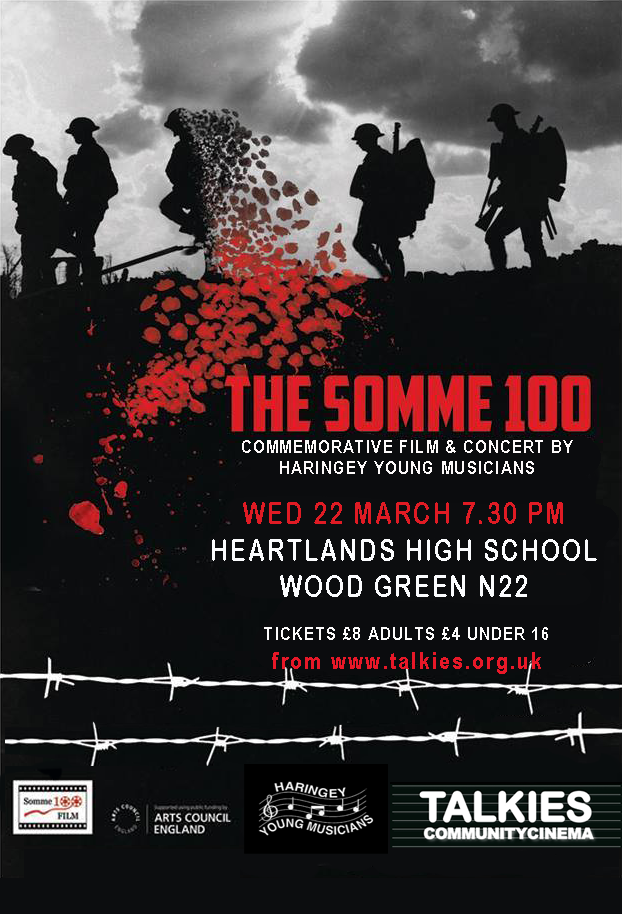 THE SOMME 100
COMMEMORATIVE FILM & CONCERT BY
HARINGEY YOUNG MUSICIANS
WED 22 MARCH 7.30 PM
HEARTLANDS HIGH SCHOOL
WOOD GREEN N22
TICKETS £8 ADULTS £4 UNDER 16
from www.talkies.org.uk
Somme 100
FILM
ARTS COUNCIL
ENGLAND
Supported using public funding by
ARTS COUNCIL
ENGLAND
HARINGEY
YOUNG MUSICIANS
TALKIES
COMMUNITYCINEMA